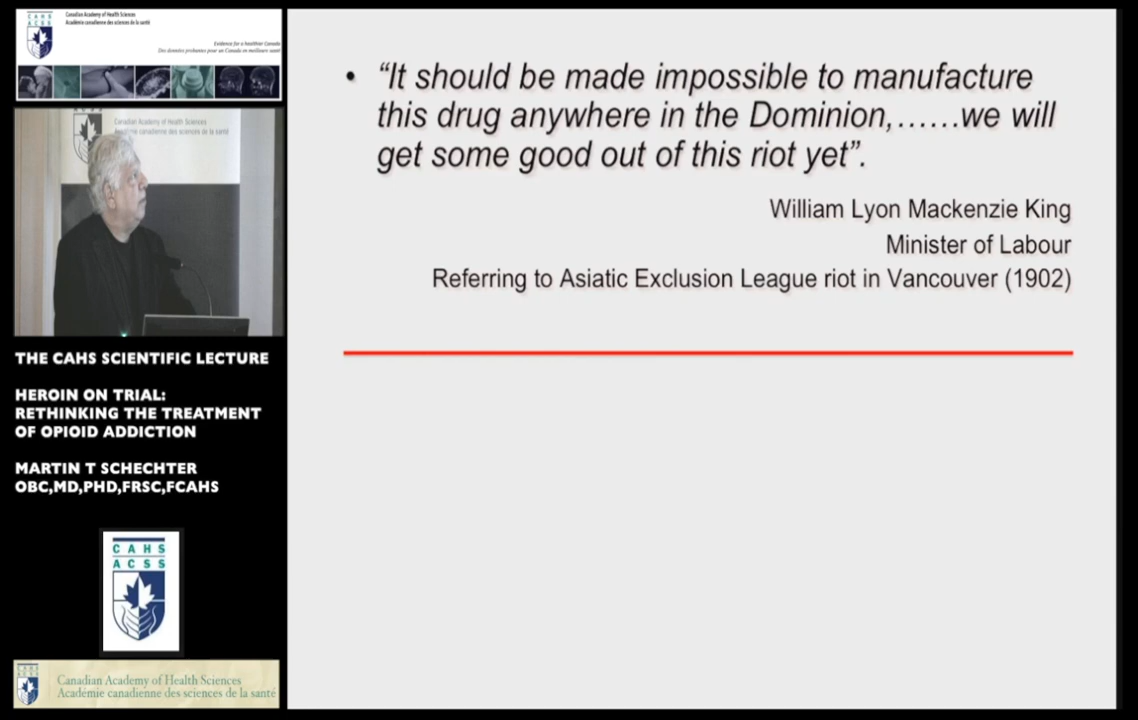 CAHS
ACSS
Canadian Academy of Health Sciences
Académie canadienne des sciences de la santé
Evidence for a healthier Canada
Des données probantes pour un Canada en meilleure santé
Canadian Academy of Health Sciences
Académie canadienne des sciences de la santé
THE CAHS SCIENTIFIC LECTURE
HEROIN ON TRIAL:
RETHINKING THE TREATMENT
OF OPIOID ADDICTION
MARTIN T SCHECHTER
OBC,MD,PHD,FRSC,FCAHS
CAHS
ACSS
CAHS
ACSS
Canadian Academy of Health Sciences
Académie canadienne des sciences de la santé
• “It should be made impossible to manufacture
this drug anywhere in the Dominion,……we will
get some good out of this riot yet”.
William Lyon Mackenzie King
Minister of Labour
Referring to Asiatic Exclusion League riot in Vancouver (1902)